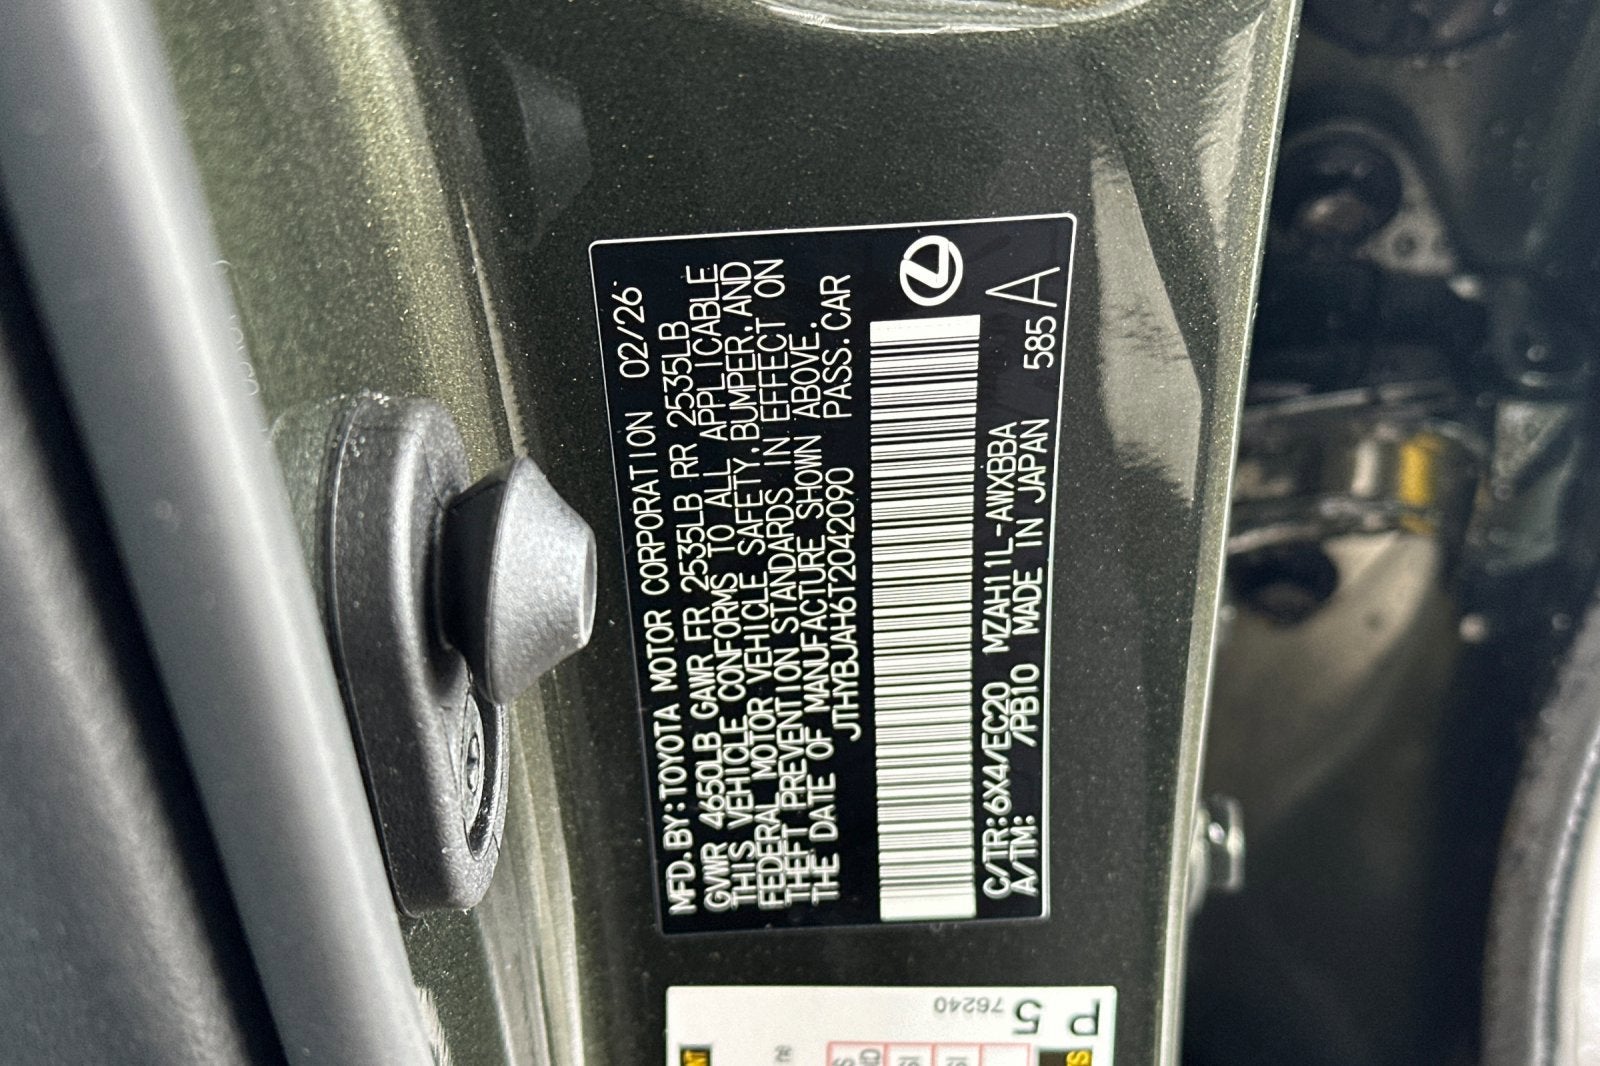 MFD.BY:TOYOTA MOTOR CORPORATION 02/26
GVWR 4650LB GAWR FR 2535LB RR 2535LB
THIS VEHICLE CONFORMS TO ALL APPLICABLE
FEDERAL MOTOR VEHICLE SAFETY,BUMPER,AND
THEFT PREVENTION STANDARDS IN EFFECT ON
THE DATE OF MANUFACTURE SHOWN ABOVE.
JTHYBJAH6T2042090 PASS.CAR
C/TR:6X4/EC20 MZAH11L-AWXBBA 585 A
A/TM: /PB10 MADE IN JAPAN
76240
P 5